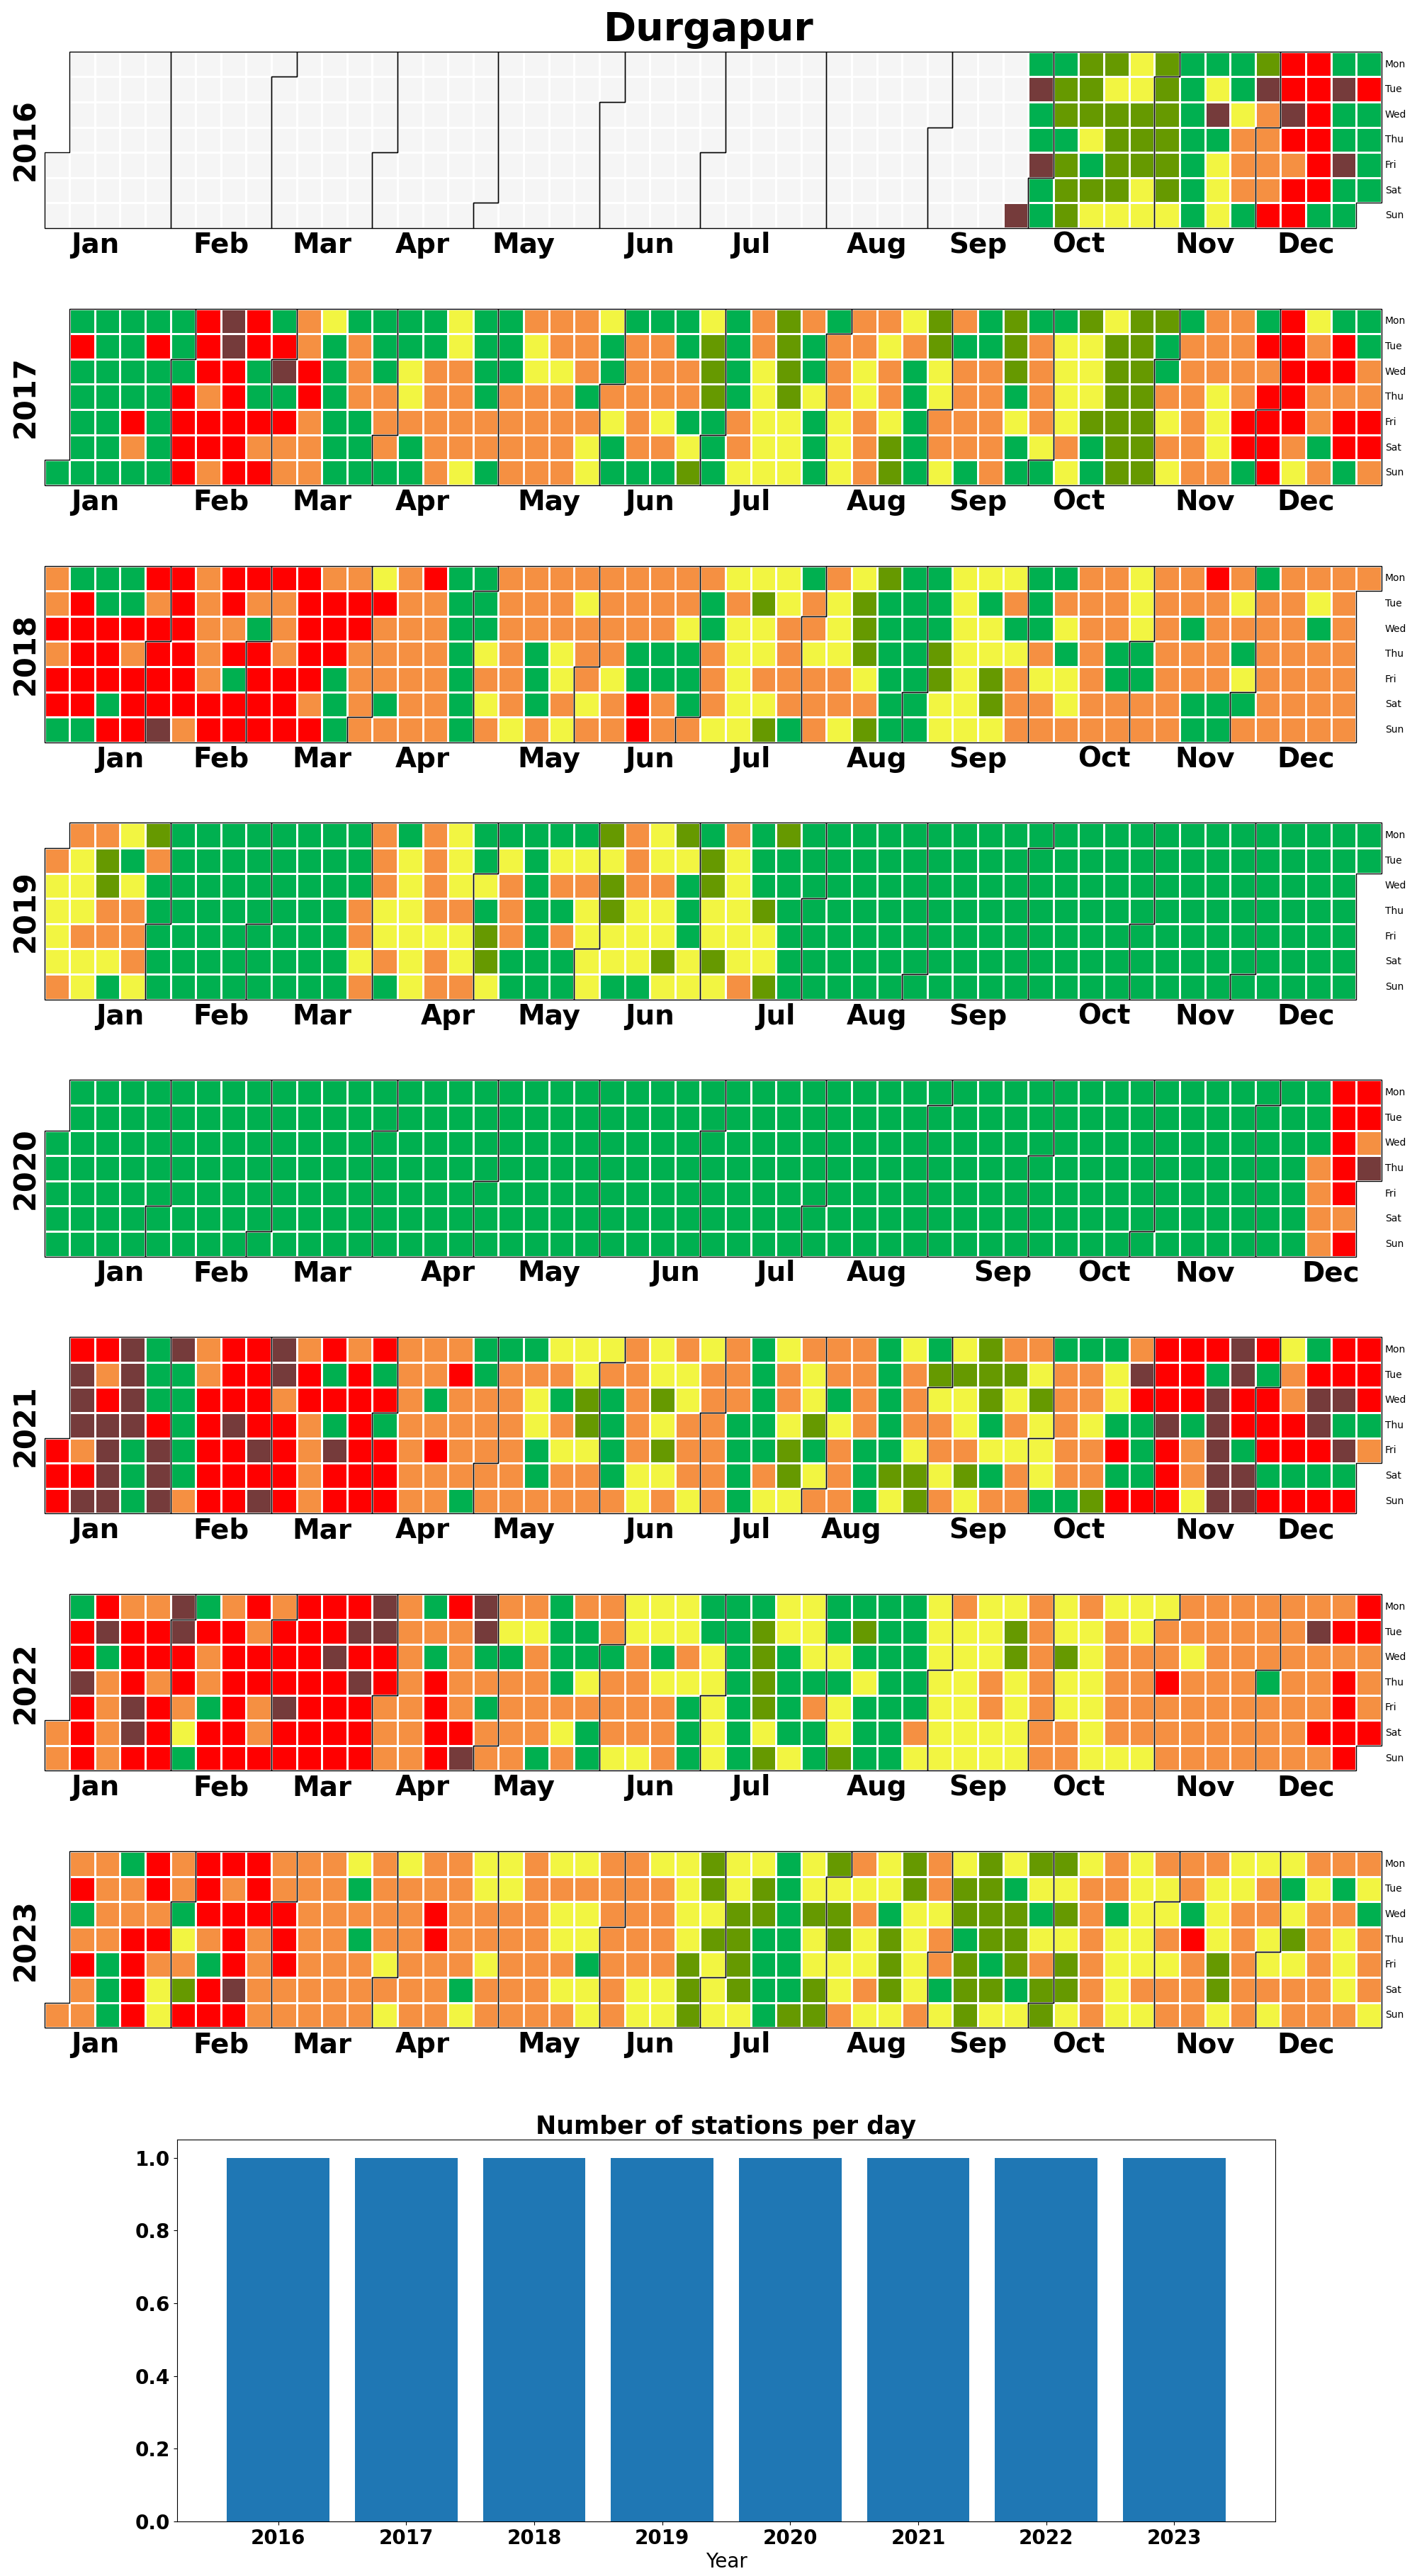 Durgapur
2016
Mon
Tue
Wed
Thu
Fri
Sat
Sun
Jan Feb Mar Apr May Jun Jul Aug Sep Oct Nov Dec
2017
Mon
Tue
Wed
Thu
Fri
Sat
Sun
Jan Feb Mar Apr May Jun Jul Aug Sep Oct Nov Dec
2018
Mon
Tue
Wed
Thu
Fri
Sat
Sun
Jan Feb Mar Apr May Jun Jul Aug Sep Oct Nov Dec
2019
Mon
Tue
Wed
Thu
Fri
Sat
Sun
Jan Feb Mar Apr May Jun Jul Aug Sep Oct Nov Dec
2020
Mon
Tue
Wed
Thu
Fri
Sat
Sun
Jan Feb Mar Apr May Jun Jul Aug Sep Oct Nov Dec
2021
Mon
Tue
Wed
Thu
Fri
Sat
Sun
Jan Feb Mar Apr May Jun Jul Aug Sep Oct Nov Dec
2022
Mon
Tue
Wed
Thu
Fri
Sat
Sun
Jan Feb Mar Apr May Jun Jul Aug Sep Oct Nov Dec
2023
Mon
Tue
Wed
Thu
Fri
Sat
Sun
Jan Feb Mar Apr May Jun Jul Aug Sep Oct Nov Dec
Number of stations per day
1.0
0.8
0.6
0.4
0.2
0.0
2016 2017 2018 2019 2020 2021 2022 2023
Year